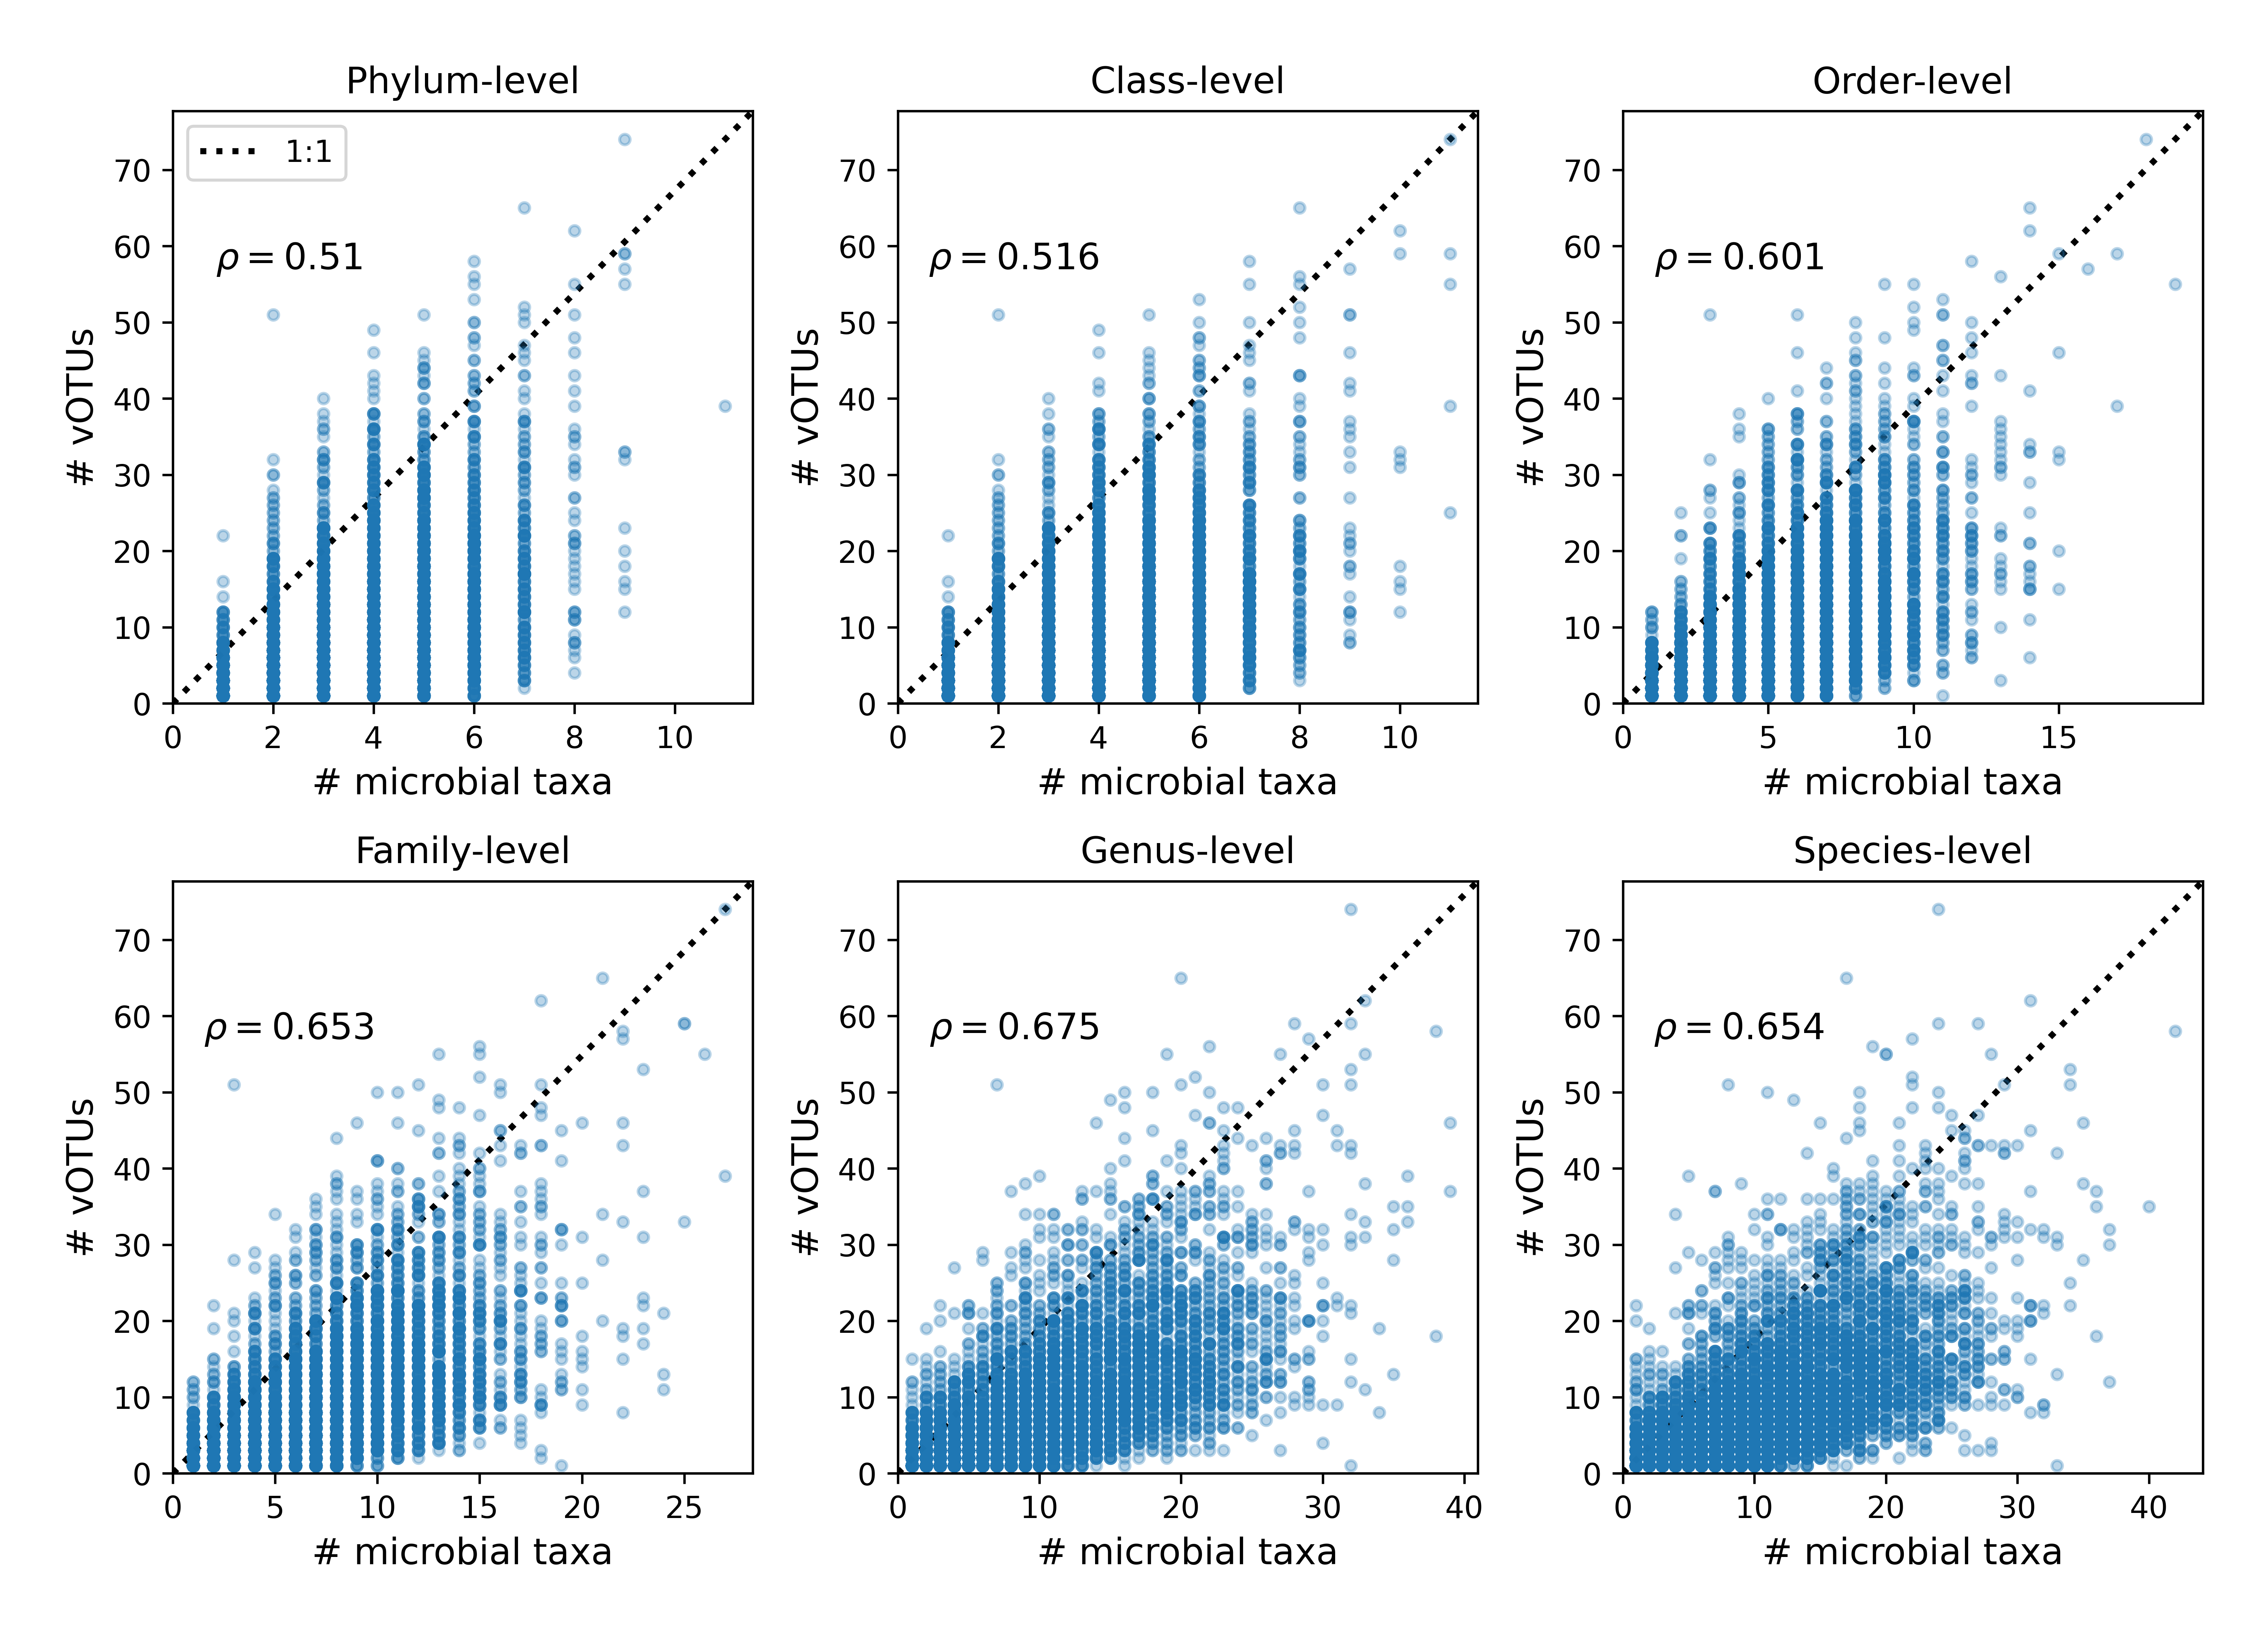 Phylum-level
1:1
ρ = 0.51
# vOTUs
70
60
50
40
30
20
10
0
0 2 4 6 8 10
# microbial taxa
Class-level
ρ = 0.516
# vOTUs
70
60
50
40
30
20
10
0
0 2 4 6 8 10
# microbial taxa
Order-level
ρ = 0.601
# vOTUs
70
60
50
40
30
20
10
0
0 5 10 15
# microbial taxa
Family-level
ρ = 0.653
# vOTUs
70
60
50
40
30
20
10
0
0 5 10 15 20 25
# microbial taxa
Genus-level
ρ = 0.675
# vOTUs
70
60
50
40
30
20
10
0
0 10 20 30 40
# microbial taxa
Species-level
ρ = 0.654
# vOTUs
70
60
50
40
30
20
10
0
0 10 20 30 40
# microbial taxa